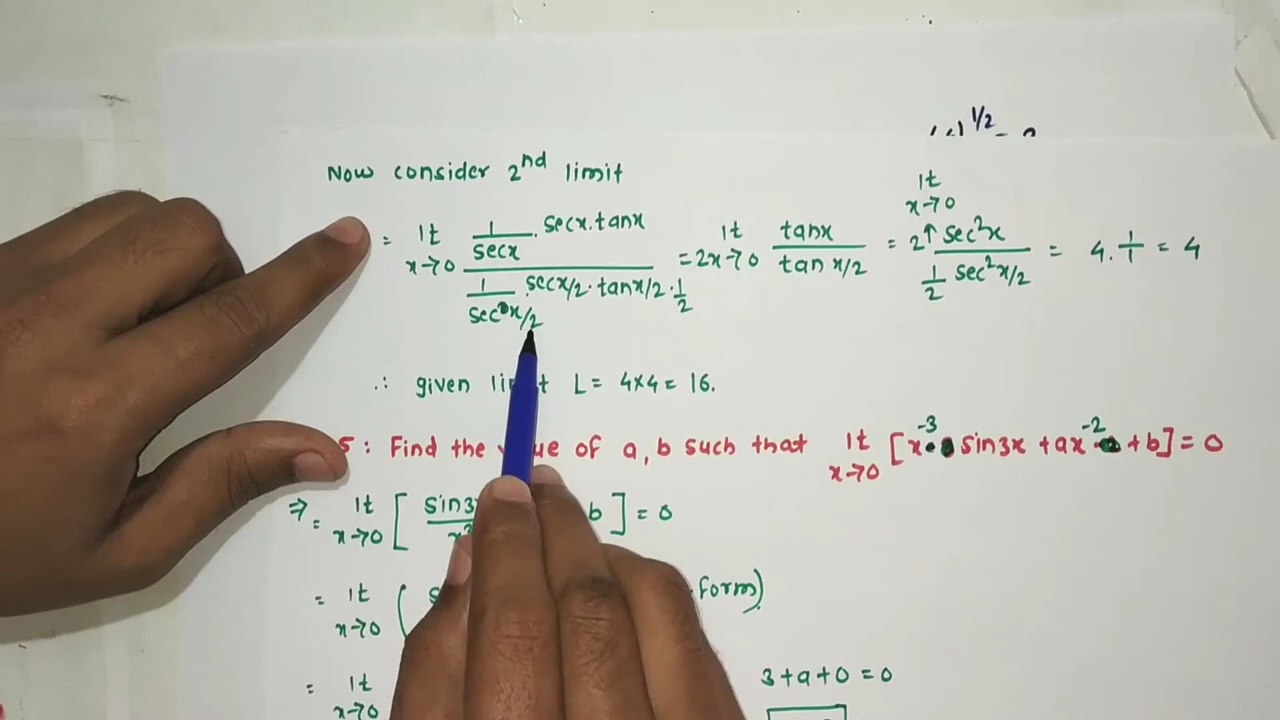 1/2
Now consider 2nd limit
= lt x→0 1/secx · secx·tanx / 1/sec x/2 · secx/2 · tanx/2 · 1/2 = 2 lt x→0 tanx / tan x/2 = lt x→0 2↑ sec²x / 1/2 sec²x/2 = 4 · 1/1 = 4
∴ given L = 4×4 = 16.
5: Find the of a, b such that lt x→0 [x⁻³ sin3x + ax⁻² + b] = 0
⇒ = lt x→0 [ b ] = 0
= lt x→0 ( form)
= lt x→0 3+a+0 = 0